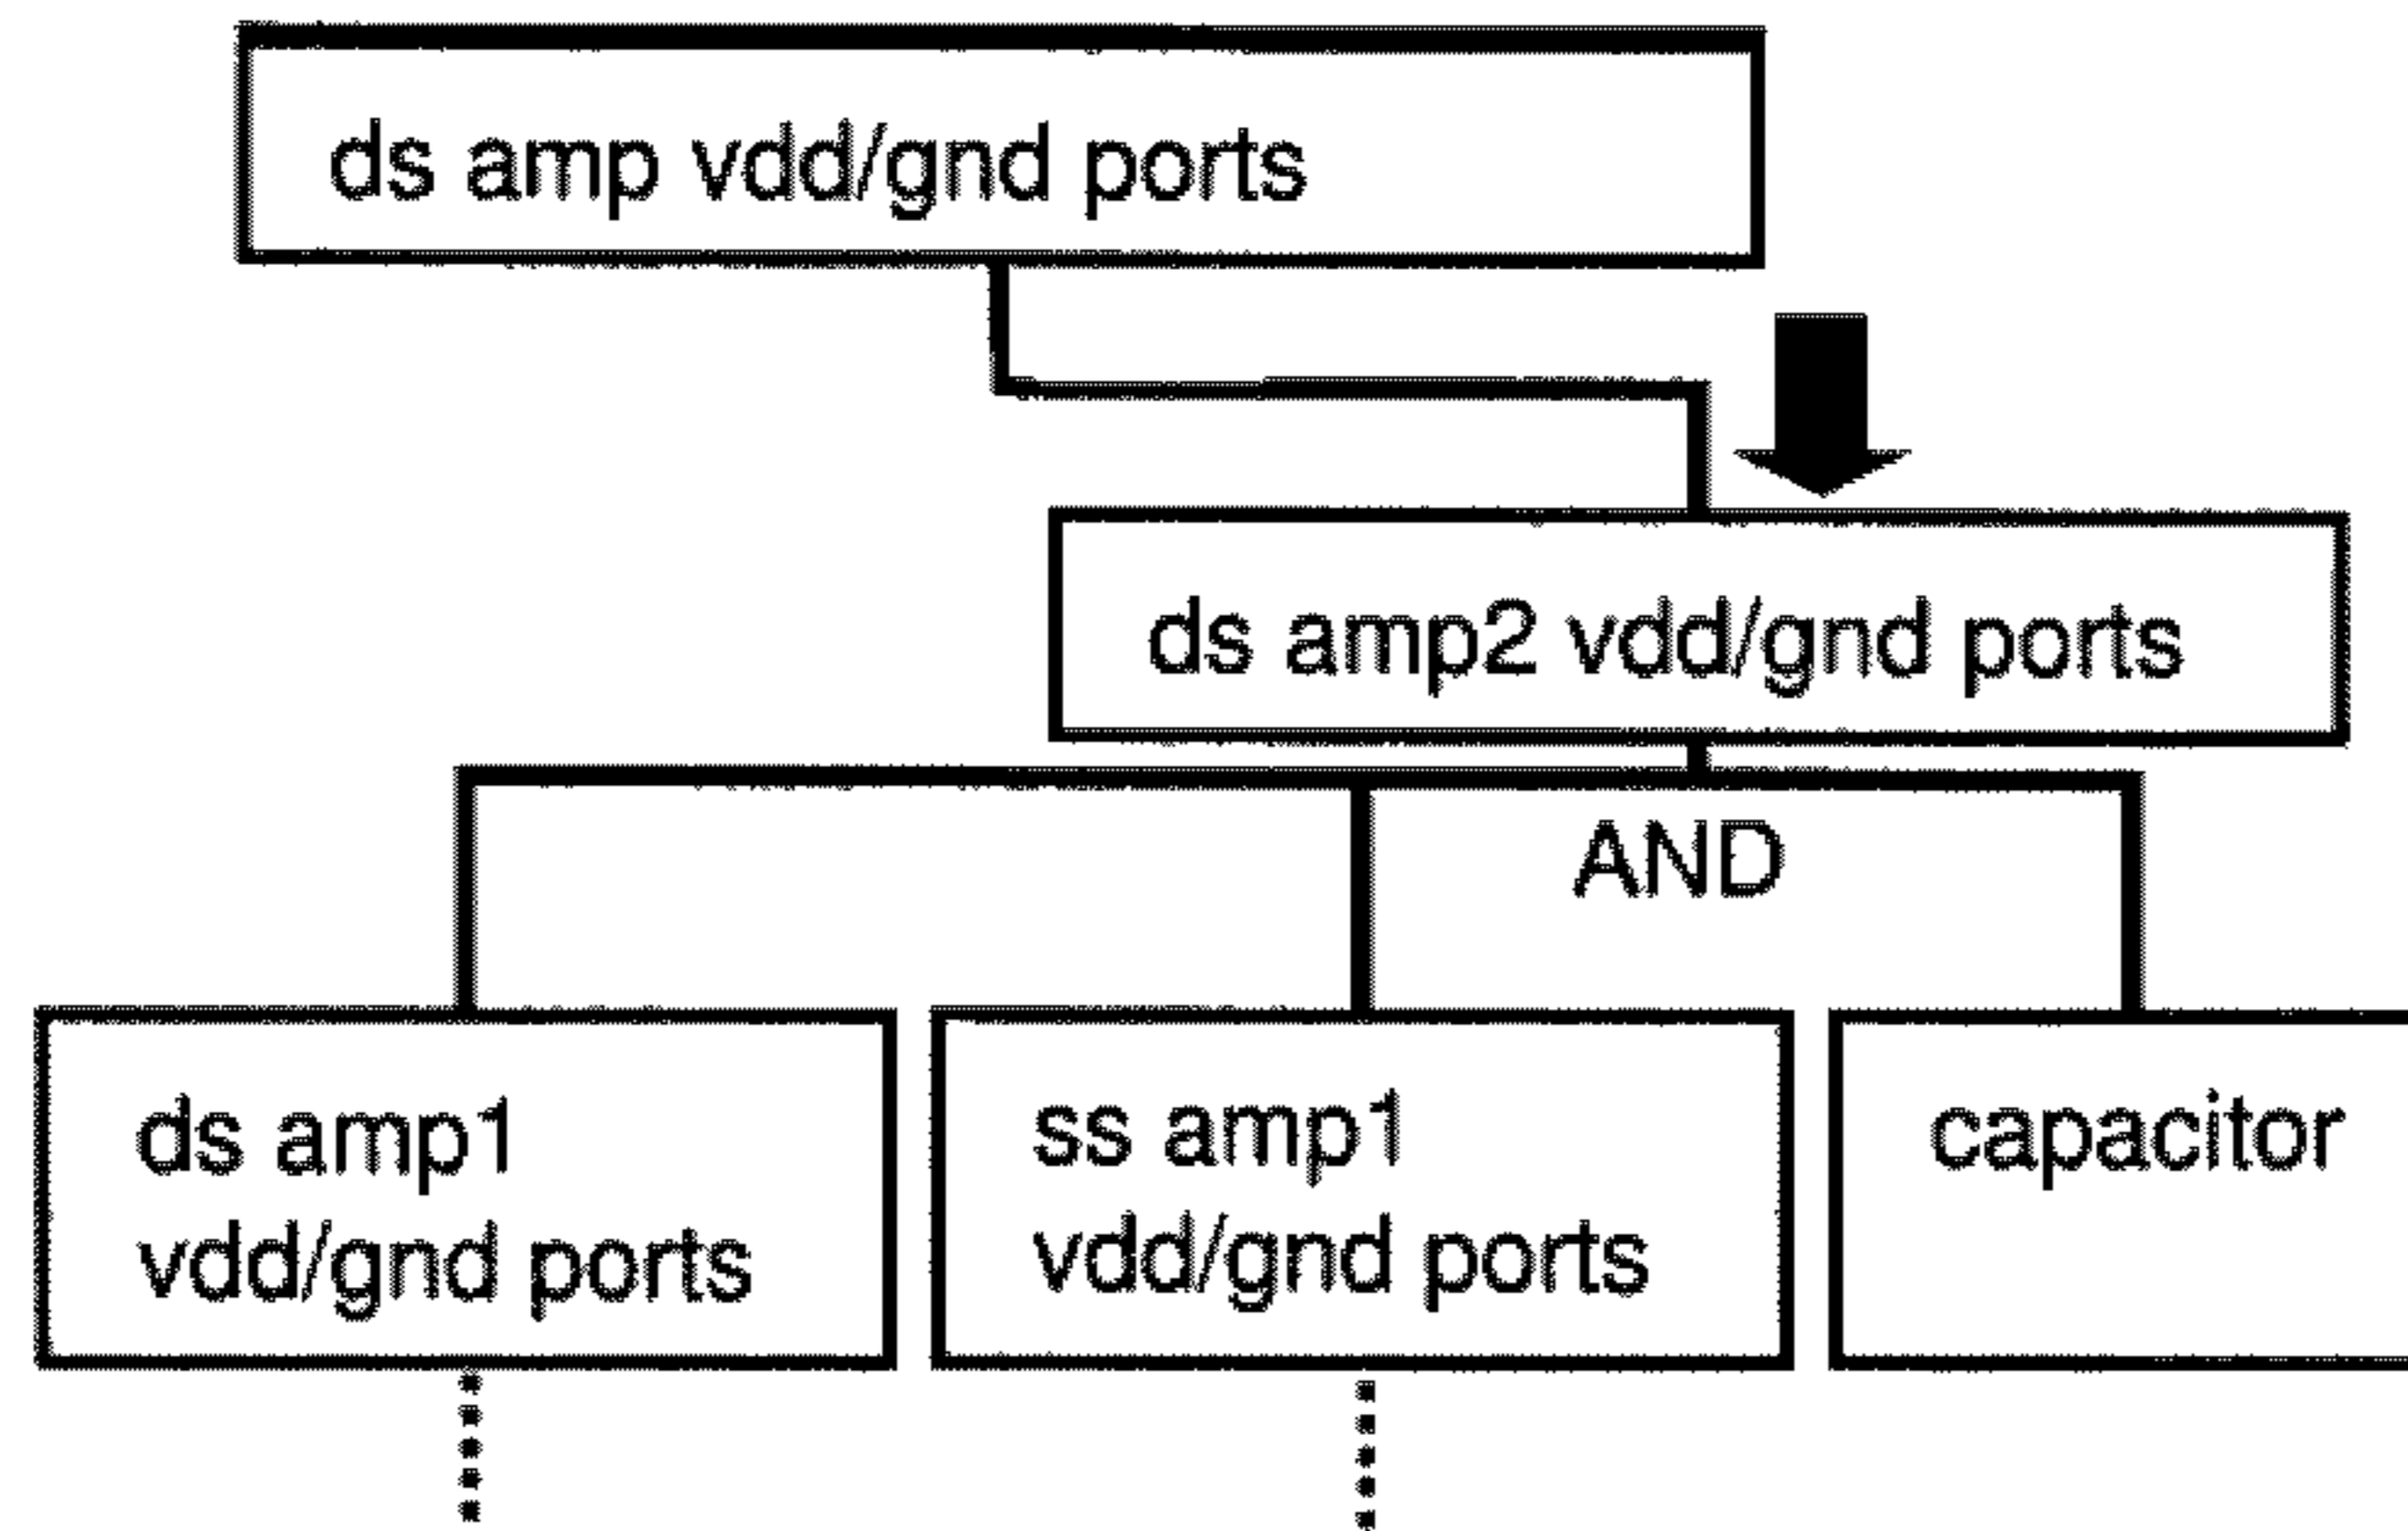 ds amp vdd/gnd ports
ds amp2 vdd/gnd ports
AND
ds amp1
vdd/gnd ports
ss amp1
vdd/gnd ports
capacitor